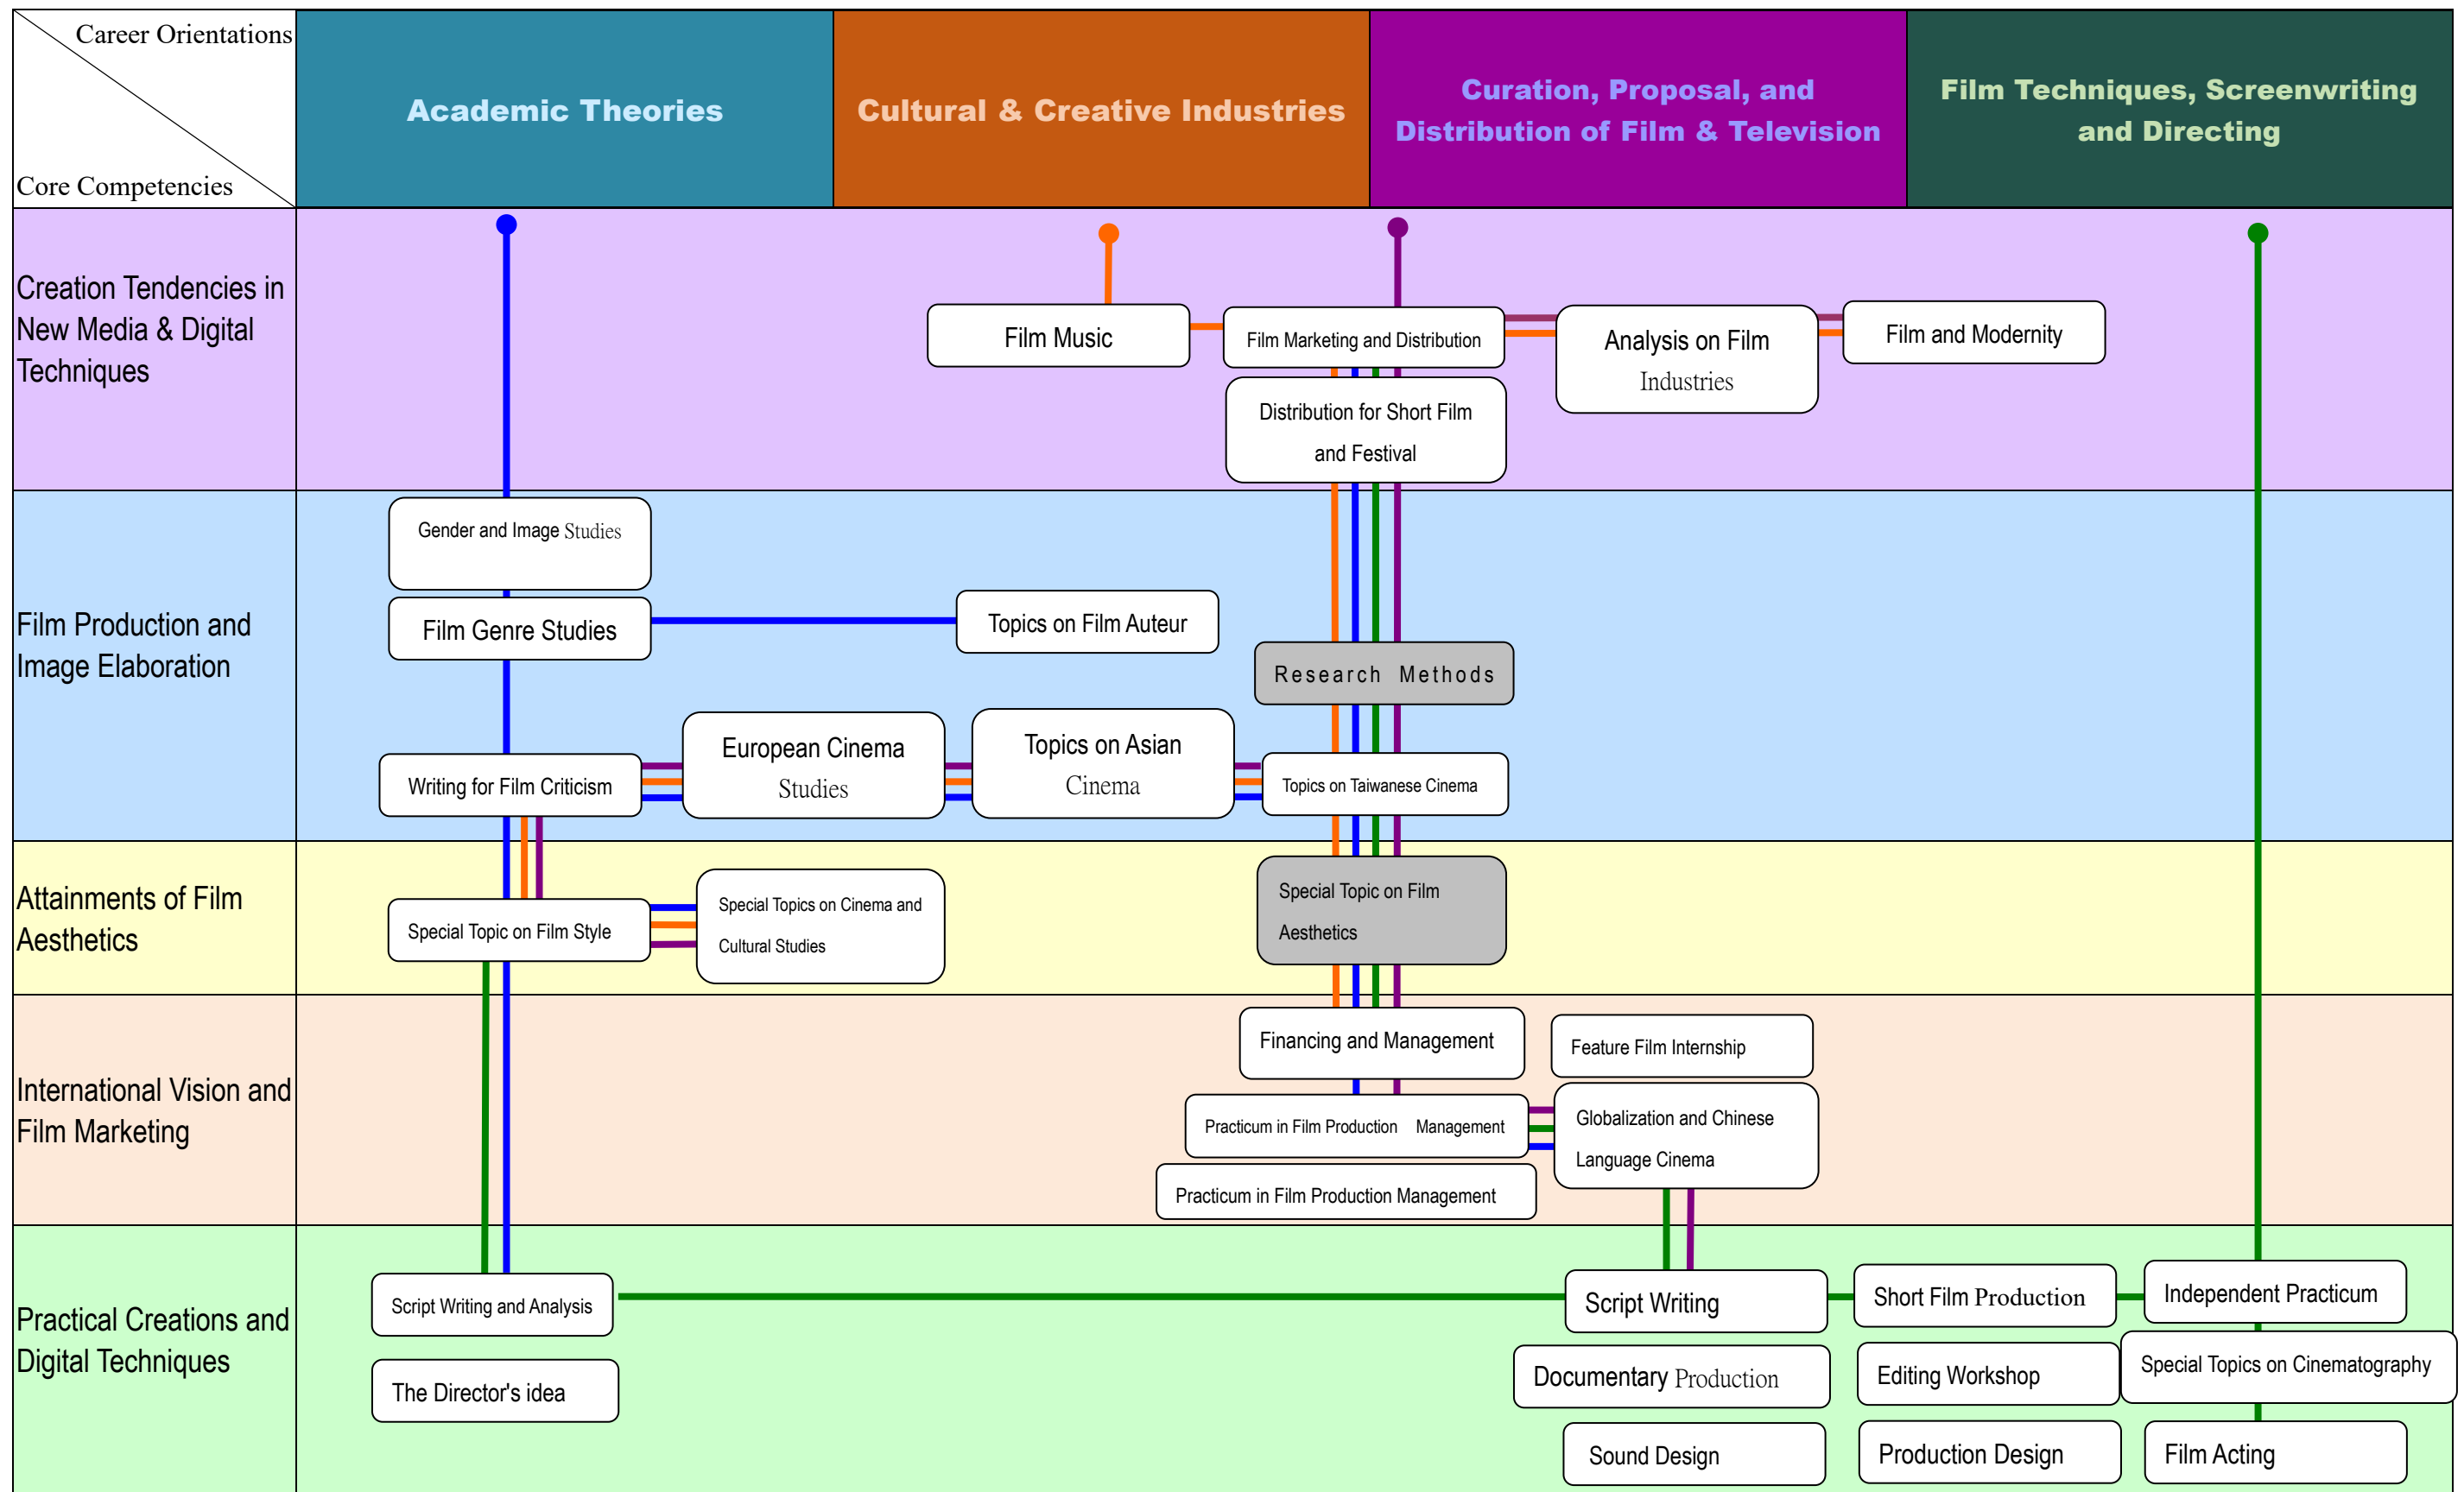 Career Orientations
Core Competencies
Academic Theories
Cultural & Creative Industries
Curation, Proposal, and
Distribution of Film & Television
Film Techniques, Screenwriting
and Directing
Creation Tendencies in
New Media & Digital
Techniques
Film Music
Film Marketing and Distribution
Analysis on Film
Industries
Film and Modernity
Distribution for Short Film
and Festival
Film Production and
Image Elaboration
Gender and Image Studies
Film Genre Studies
Topics on Film Auteur
Research Methods
Writing for Film Criticism
European Cinema
Studies
Topics on Asian
Cinema
Topics on Taiwanese Cinema
Attainments of Film
Aesthetics
Special Topic on Film Style
Special Topics on Cinema and
Cultural Studies
Special Topic on Film
Aesthetics
International Vision and
Film Marketing
Financing and Management
Feature Film Internship
Practicum in Film Production Management
Globalization and Chinese
Language Cinema
Practicum in Film Production Management
Practical Creations and
Digital Techniques
Script Writing and Analysis
Script Writing
Short Film Production
Independent Practicum
The Director's idea
Documentary Production
Editing Workshop
Special Topics on Cinematography
Sound Design
Production Design
Film Acting